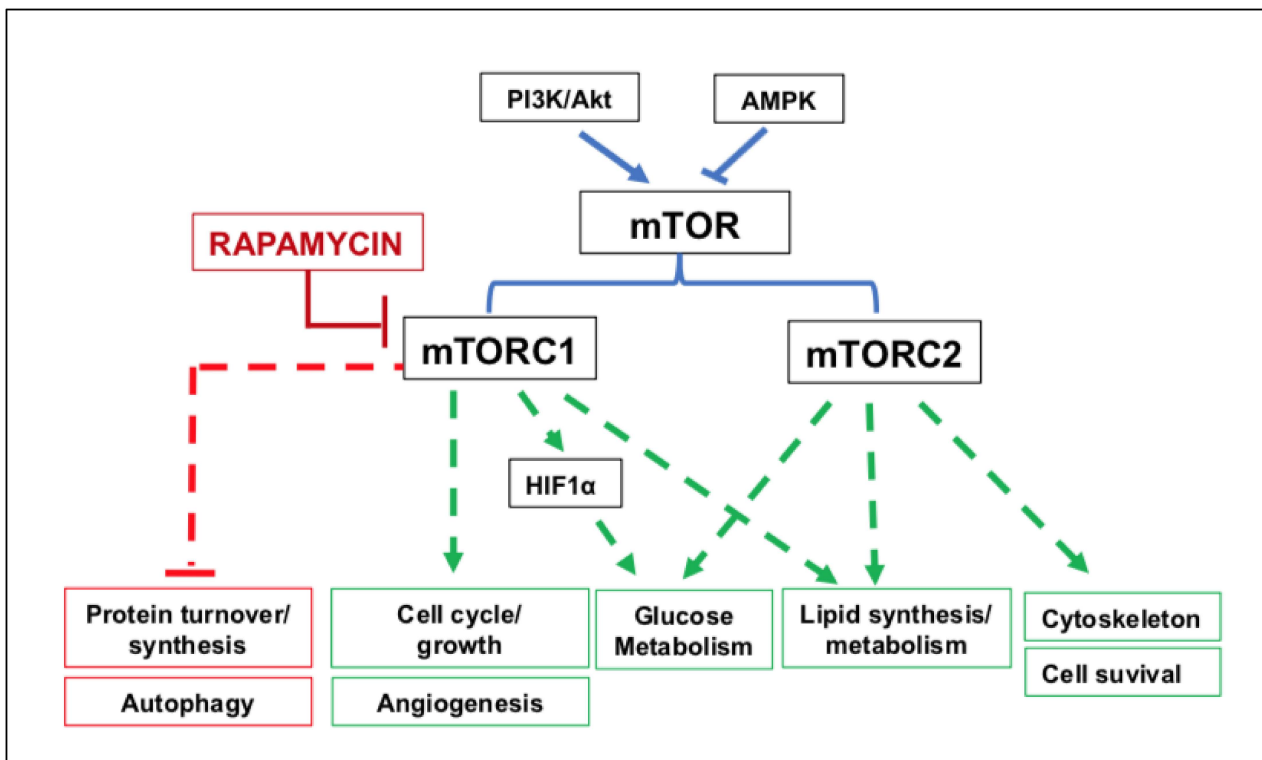 PI3K/Akt
AMPK
mTOR
RAPAMYCIN
mTORC1
mTORC2
HIF1α
Protein turnover/
synthesis
Autophagy
Cell cycle/
growth
Angiogenesis
Glucose
Metabolism
Lipid synthesis/
metabolism
Cytoskeleton
Cell suvival